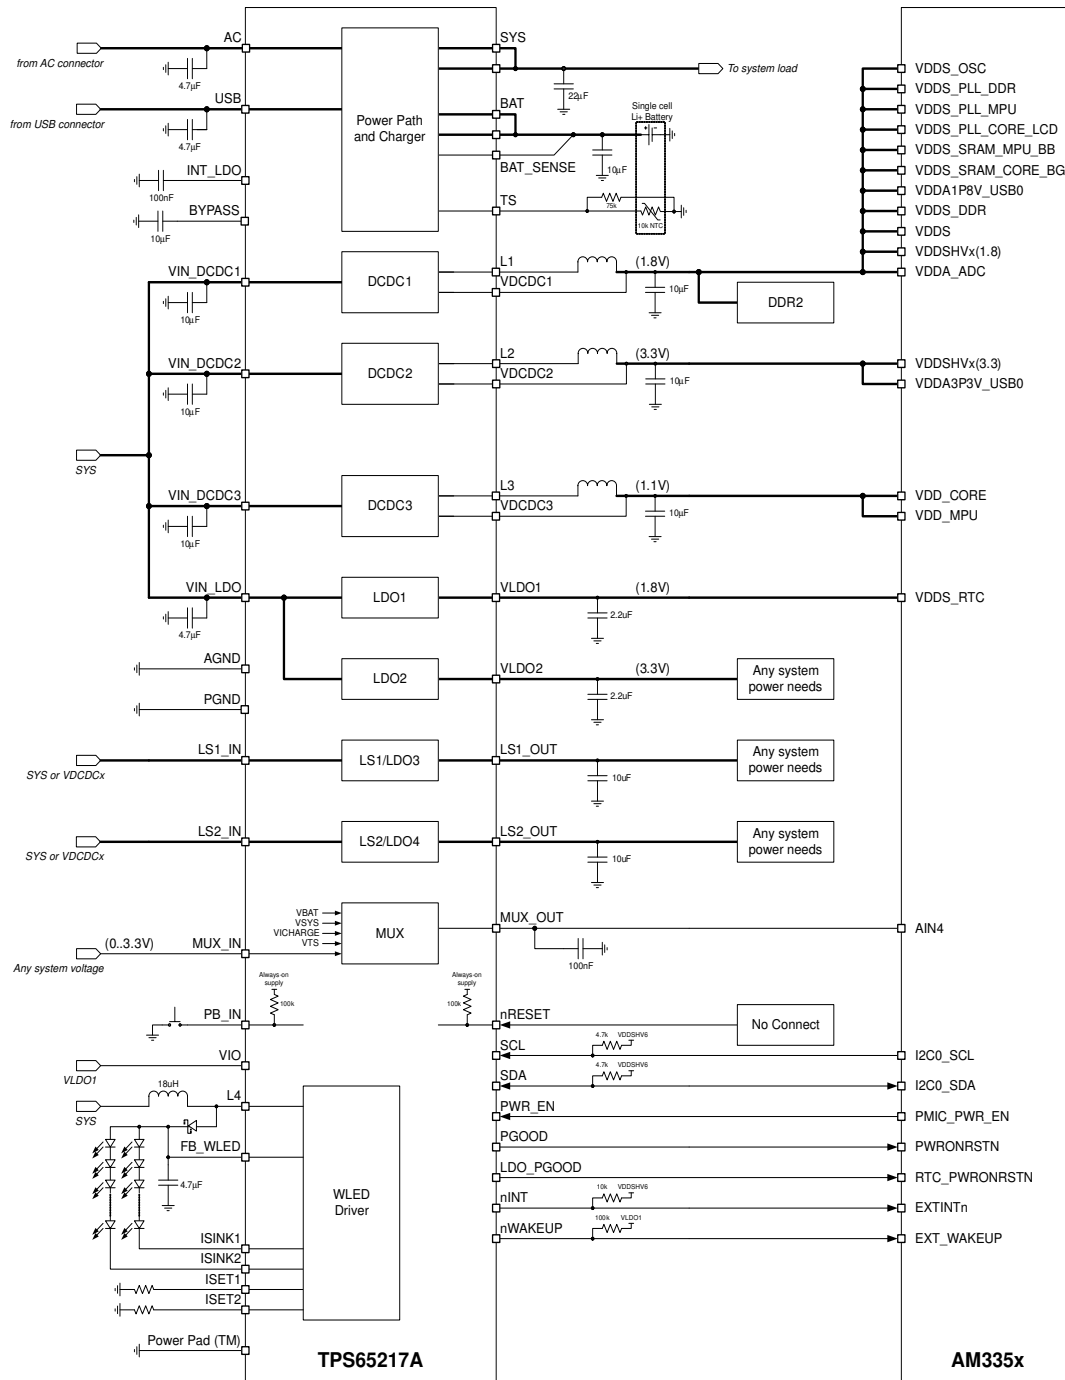 AC
from AC connector
4.7µF
USB
from USB connector
4.7µF
INT_LDO
100nF
BYPASS
10µF
Power Path
and Charger
SYS
22µF
To system load
BAT
BAT_SENSE
10µF
Single cell
Li+ Battery
+
-
TS
75k
10k NTC
VIN_DCDC1
10µF
DCDC1
L1
VDCDC1
(1.8V)
10µF
DDR2
VIN_DCDC2
10µF
DCDC2
L2
VDCDC2
(3.3V)
10µF
SYS
VIN_DCDC3
10µF
DCDC3
L3
VDCDC3
(1.1V)
10µF
VIN_LDO
4.7µF
LDO1
VLDO1
(1.8V)
2.2uF
AGND
LDO2
VLDO2
(3.3V)
2.2uF
Any system
power needs
PGND
LS1_IN
SYS or VDCDCx
LS1/LDO3
LS1_OUT
10uF
Any system
power needs
LS2_IN
SYS or VDCDCx
LS2/LDO4
LS2_OUT
10uF
Any system
power needs
VBAT
VSYS
VICHARGE
VTS
MUX
MUX_OUT
100nF
(0..3.3V)
MUX_IN
Any system voltage
Always-on
supply
100k
Always-on
supply
100k
PB_IN
nRESET
No Connect
VIO
VLDO1
SCL
4.7k
VDDSHV6
SDA
4.7k
VDDSHV6
18uH
L4
SYS
FB_WLED
4.7µF
WLED
Driver
PWR_EN
PGOOD
LDO_PGOOD
nINT
10k
VDDSHV6
nWAKEUP
100k
VLDO1
ISINK1
ISINK2
ISET1
ISET2
Power Pad (TM)
TPS65217A
VDDS_OSC
VDDS_PLL_DDR
VDDS_PLL_MPU
VDDS_PLL_CORE_LCD
VDDS_SRAM_MPU_BB
VDDS_SRAM_CORE_BG
VDDA1P8V_USB0
VDDS_DDR
VDDS
VDDSHVx(1.8)
VDDA_ADC
VDDSHVx(3.3)
VDDA3P3V_USB0
VDD_CORE
VDD_MPU
VDDS_RTC
AIN4
I2C0_SCL
I2C0_SDA
PMIC_PWR_EN
PWRONRSTN
RTC_PWRONRSTN
EXTINTn
EXT_WAKEUP
AM335x